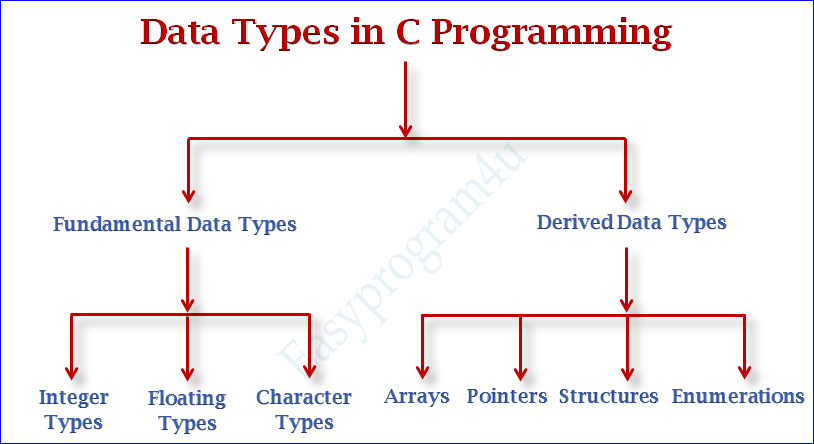 Data Types in C Programming
Easyprogram4u
Fundamental Data Types
Derived Data Types
Integer Types
Floating Types
Character Types
Arrays
Pointers
Structures
Enumerations